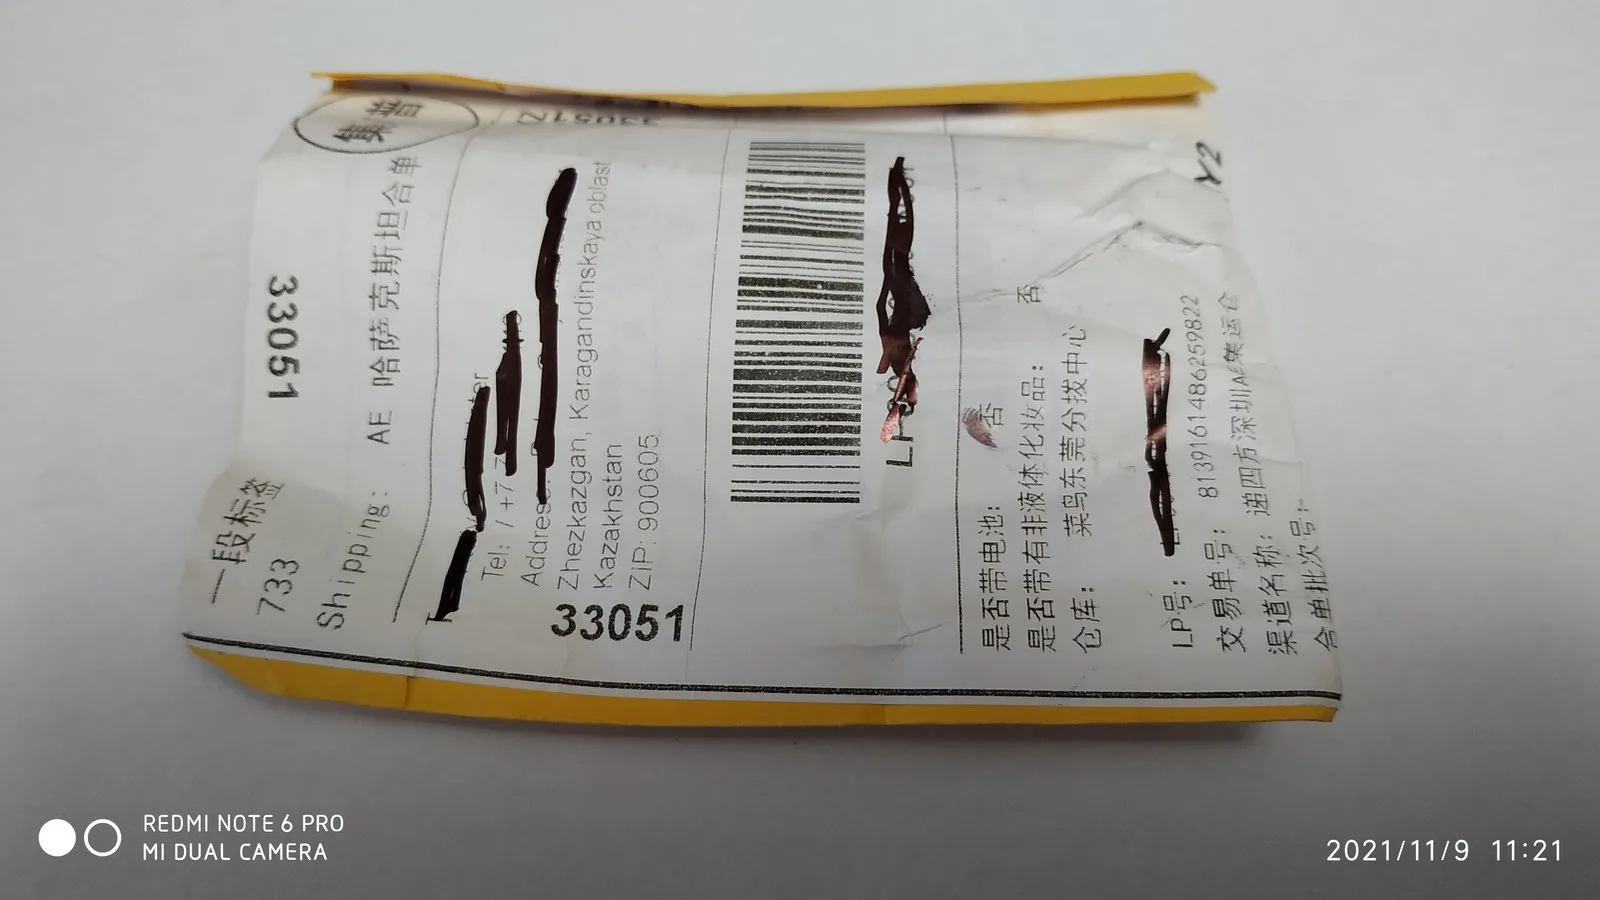 集普
一段标签
733
33051
Shipping: AE 哈萨克斯坦合单
33051Z
Tel: / +7
Address:
Zhezkazgan, Karagandinskaya oblast
Kazakhstan
ZiP: 900605
33051
LP
是否带电池: 否
是否带有非液体化妆品: 否
仓库: 菜鸟东莞分拨中心
LP号:
交易单号: 8139161486259822
渠道名称: 递四方深圳AE集运仓
合单批次号:
Y2
REDMI NOTE 6 PRO
MI DUAL CAMERA
2021/11/9 11:21